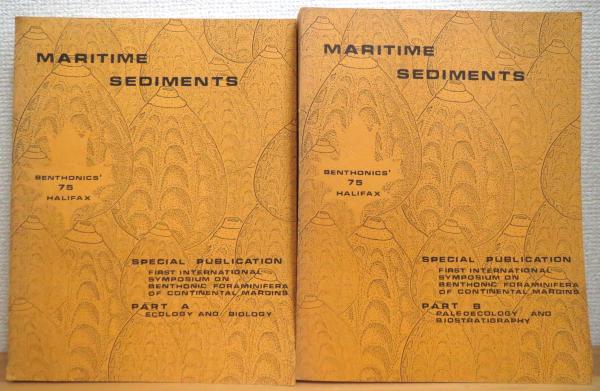 MARITIME
SEDIMENTS
BENTHONICS'
75
HALIFAX
SPECIAL PUBLICATION
FIRST INTERNATIONAL
SYMPOSIUM ON
BENTHONIC FORAMINIFERA
OF CONTINENTAL MARGINS
PART A
ECOLOGY AND BIOLOGY
MARITIME
SEDIMENTS
BENTHONICS'
75
HALIFAX
SPECIAL PUBLICATION
FIRST INTERNATIONAL
SYMPOSIUM ON
BENTHONIC FORAMINIFERA
OF CONTINENTAL MARGINS
PART B
PALEOECOLOGY AND
BIOSTRATIGRAPHY